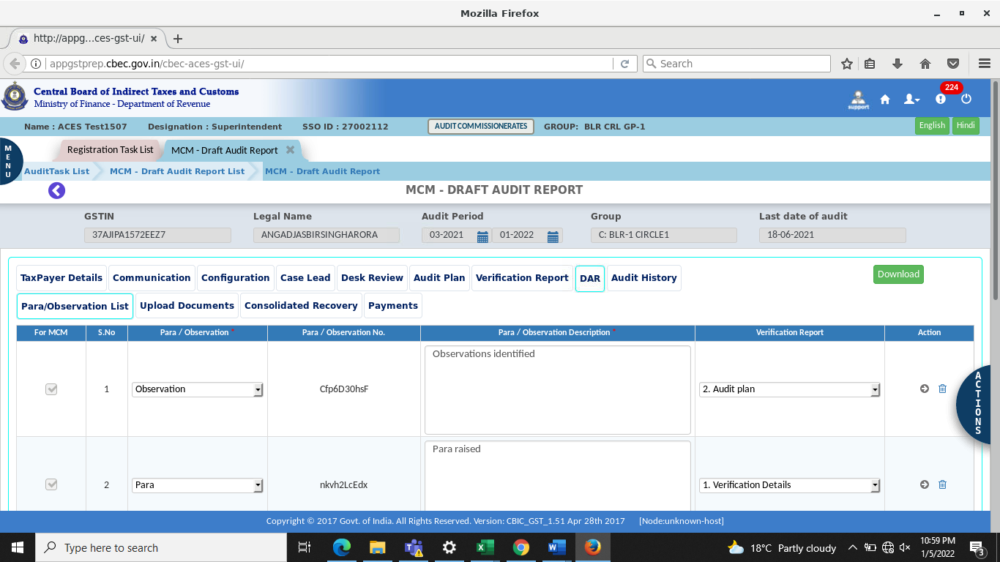 Mozilla Firefox
http://appg...ces-gst-ui/
appgstprep.cbec.gov.in/cbec-aces-gst-ui/
Search
Central Board of Indirect Taxes and Customs
Ministry of Finance - Department of Revenue
support
224
Name : ACES Test1507 Designation : Superintendent SSO ID : 27002112 AUDIT COMMISSIONERATES GROUP: BLR CRL GP-1 English Hindi
MENU
Registration Task List MCM - Draft Audit Report
AuditTask List MCM - Draft Audit Report List MCM - Draft Audit Report
MCM - DRAFT AUDIT REPORT
GSTIN Legal Name Audit Period Group Last date of audit
37AJIPA1572EEZ7 ANGADJASBIRSINGHARORA 03-2021 01-2022 C: BLR-1 CIRCLE1 18-06-2021
TaxPayer Details Communication Configuration Case Lead Desk Review Audit Plan Verification Report DAR Audit History Download
Para/Observation List Upload Documents Consolidated Recovery Payments
For MCM S.No Para / Observation * Para / Observation No. Para / Observation Description * Verification Report Action
Observations identified
1 Observation Cfp6D30hsF 2. Audit plan
ACTIONS
Para raised
2 Para nkvh2LcEdx 1. Verification Details
Copyright © 2017 Govt. of India. All Rights Reserved. Version: CBIC_GST_1.51 Apr 28th 2017 [Node:unknown-host]
Type here to search
18°C Partly cloudy
10:59 PM
1/5/2022
3